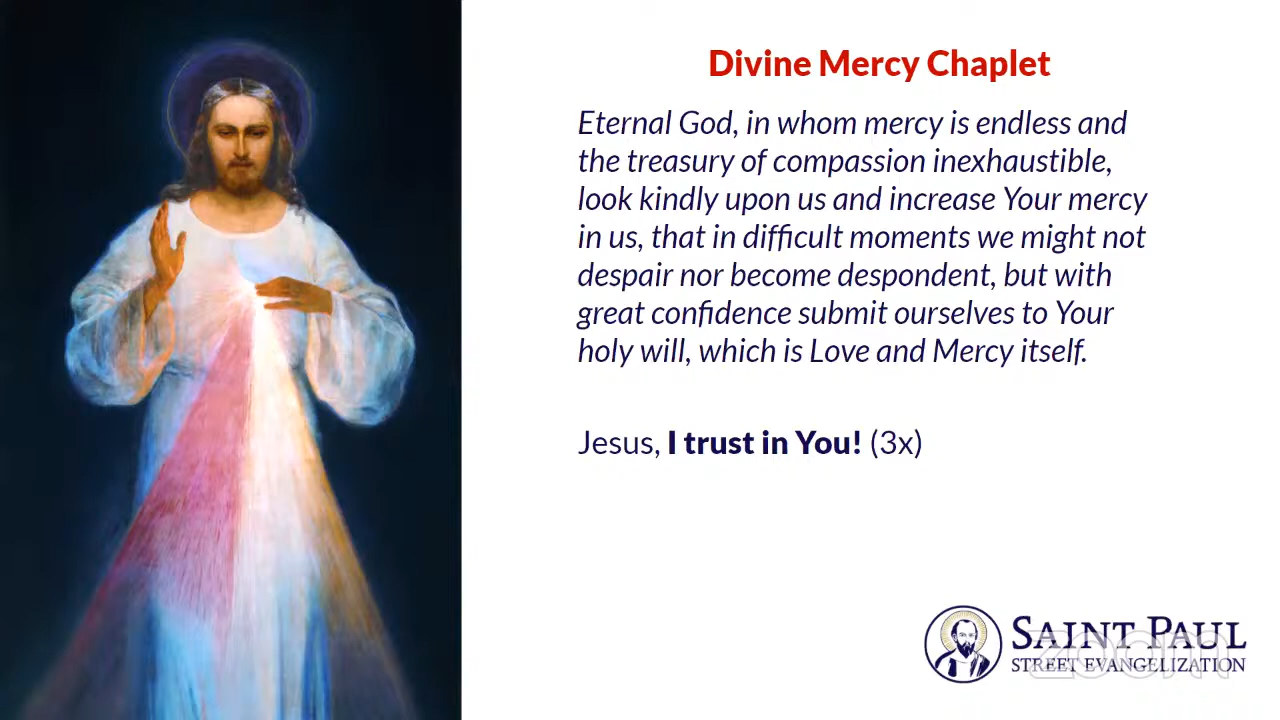 Divine Mercy Chaplet
Eternal God, in whom mercy is endless and
the treasury of compassion inexhaustible,
look kindly upon us and increase Your mercy
in us, that in difficult moments we might not
despair nor become despondent, but with
great confidence submit ourselves to Your
holy will, which is Love and Mercy itself.
Jesus, I trust in You! (3x)
SAINT PAUL
zoom
STREET EVANGELIZATION